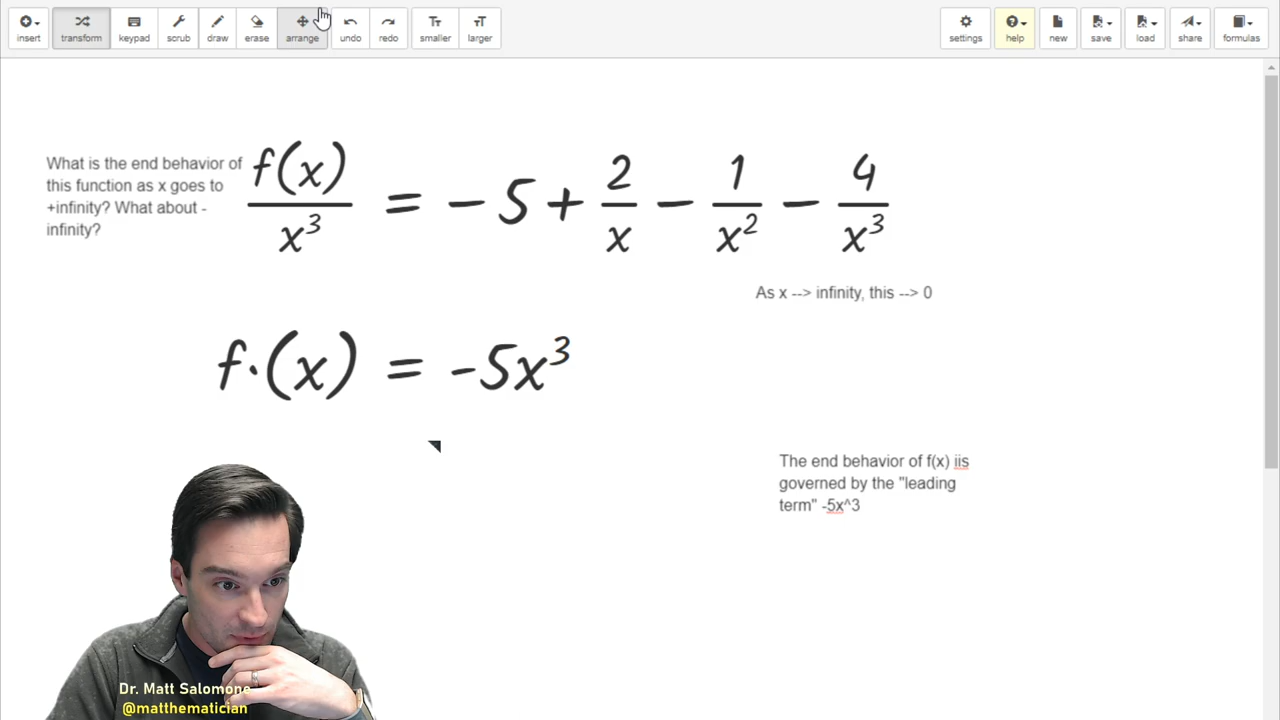 insert transform keypad scrub draw erase arrange undo redo smaller larger settings help new save load share formulas
What is the end behavior of
this function as x goes to
+infinity? What about -
infinity?
f(x)/x^3 = -5 + 2/x - 1/x^2 - 4/x^3
As x --> infinity, this --> 0
f·(x) = -5x^3
The end behavior of f(x) iis
governed by the "leading
term" -5x^3
Dr. Matt Salomone
@matthematician